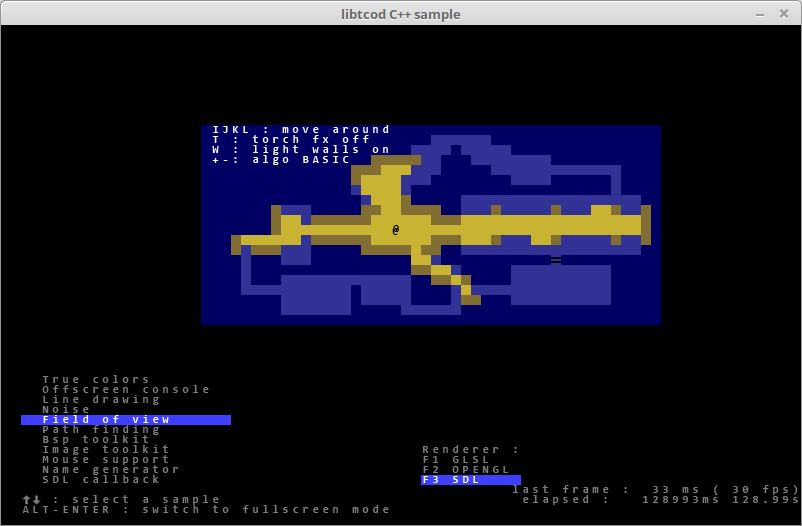 libtcod C++ sample
IJKL : move around
T : torch fx off
W : light walls on
+-: algo BASIC
@
=
True colors
Offscreen console
Line drawing
Noise
Field of view
Path finding
Bsp toolkit
Image toolkit
Mouse support
Name generator
SDL callback
↑↓ : select a sample
ALT-ENTER : switch to fullscreen mode
Renderer :
F1 GLSL
F2 OPENGL
F3 SDL
last frame :  33 ms ( 30 fps)
elapsed :   128993ms 128.99s